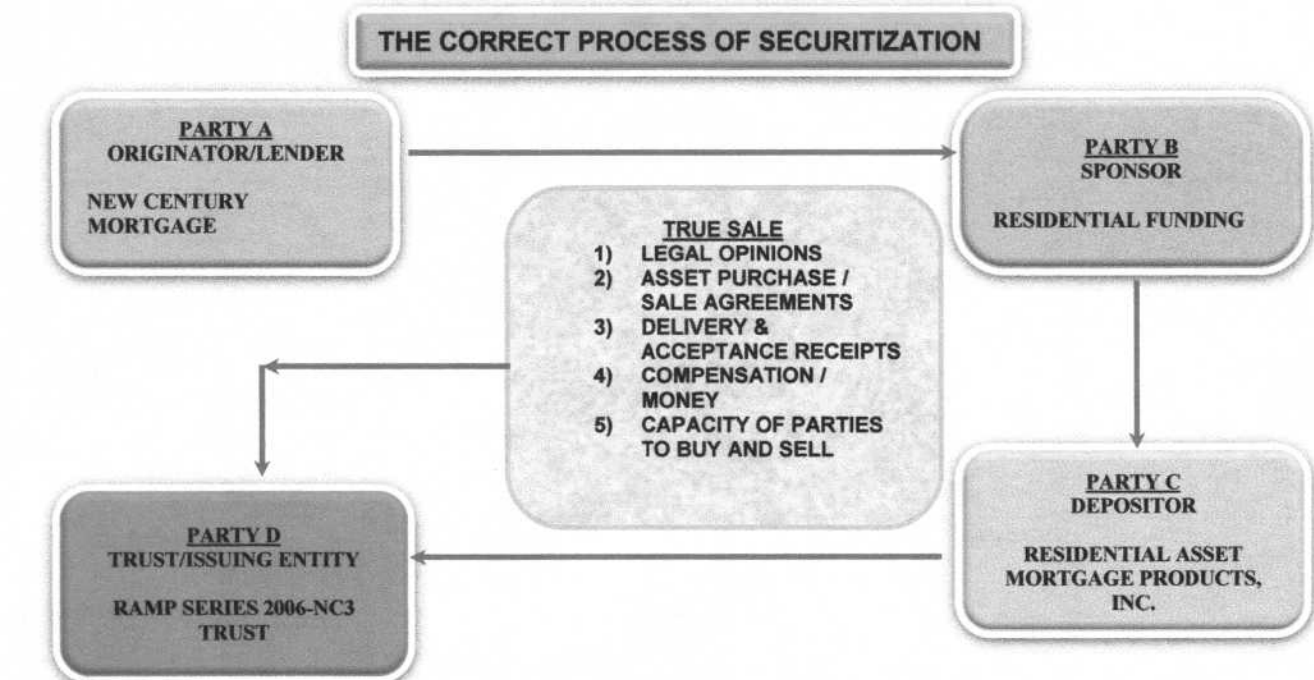 THE CORRECT PROCESS OF SECURITIZATION
PARTY A
ORIGINATOR/LENDER
NEW CENTURY
MORTGAGE
PARTY B
SPONSOR
RESIDENTIAL FUNDING
TRUE SALE
1) LEGAL OPINIONS
2) ASSET PURCHASE /
SALE AGREEMENTS
3) DELIVERY &
ACCEPTANCE RECEIPTS
4) COMPENSATION /
MONEY
5) CAPACITY OF PARTIES
TO BUY AND SELL
PARTY D
TRUST/ISSUING ENTITY
RAMP SERIES 2006-NC3
TRUST
PARTY C
DEPOSITOR
RESIDENTIAL ASSET
MORTGAGE PRODUCTS,
INC.